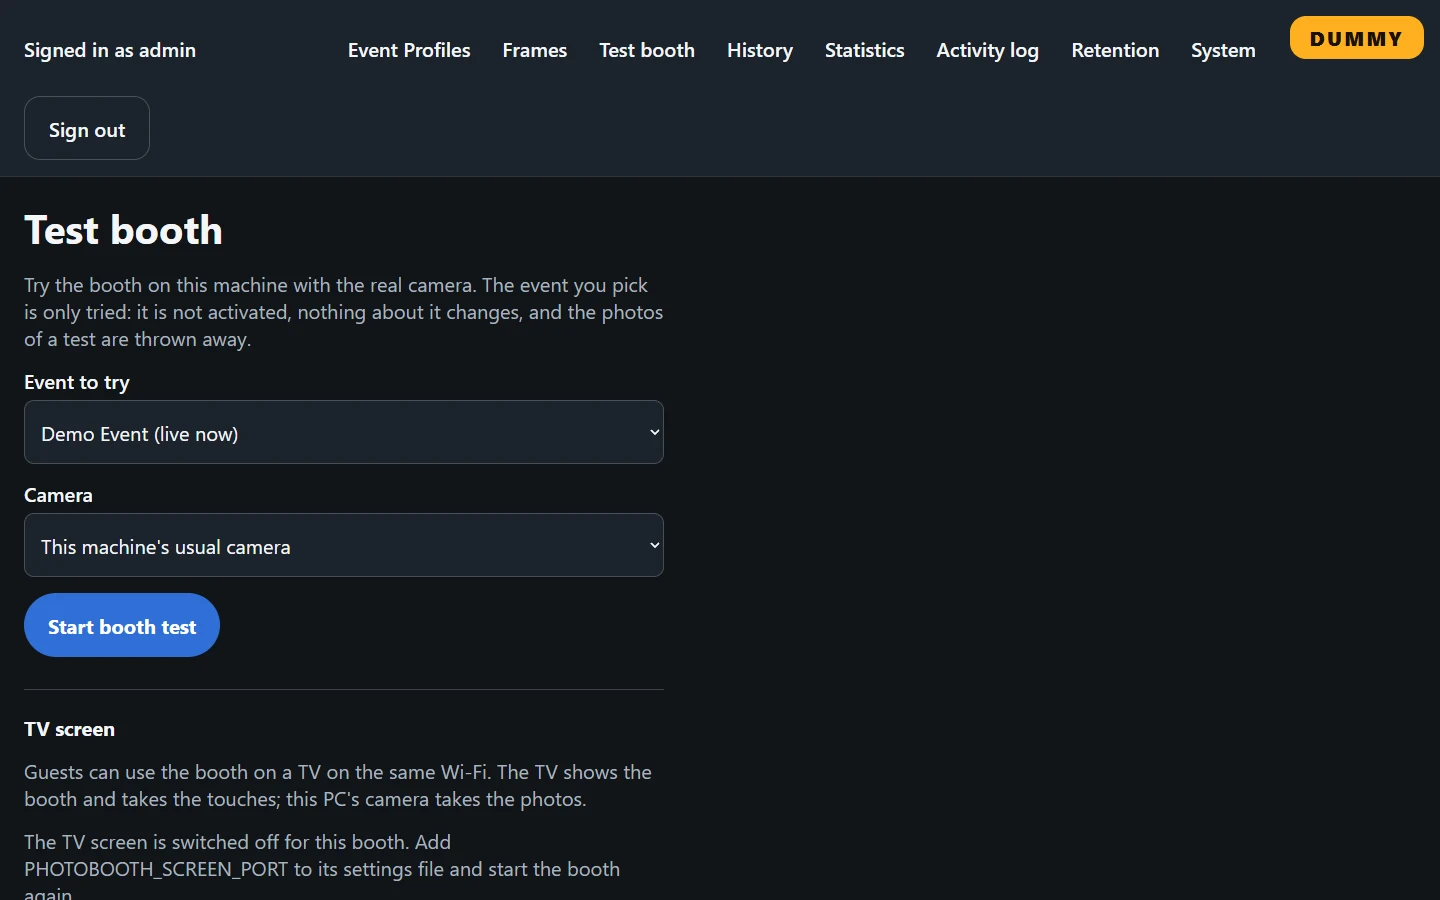 Signed in as admin
Event Profiles
Frames
Test booth
History
Statistics
Activity log
Retention
System
DUMMY
Sign out
Test booth
Try the booth on this machine with the real camera. The event you pick
is only tried: it is not activated, nothing about it changes, and the photos
of a test are thrown away.
Event to try
Demo Event (live now)
Camera
This machine's usual camera
Start booth test
TV screen
Guests can use the booth on a TV on the same Wi-Fi. The TV shows the
booth and takes the touches; this PC's camera takes the photos.
The TV screen is switched off for this booth. Add
PHOTOBOOTH_SCREEN_PORT to its settings file and start the booth
again